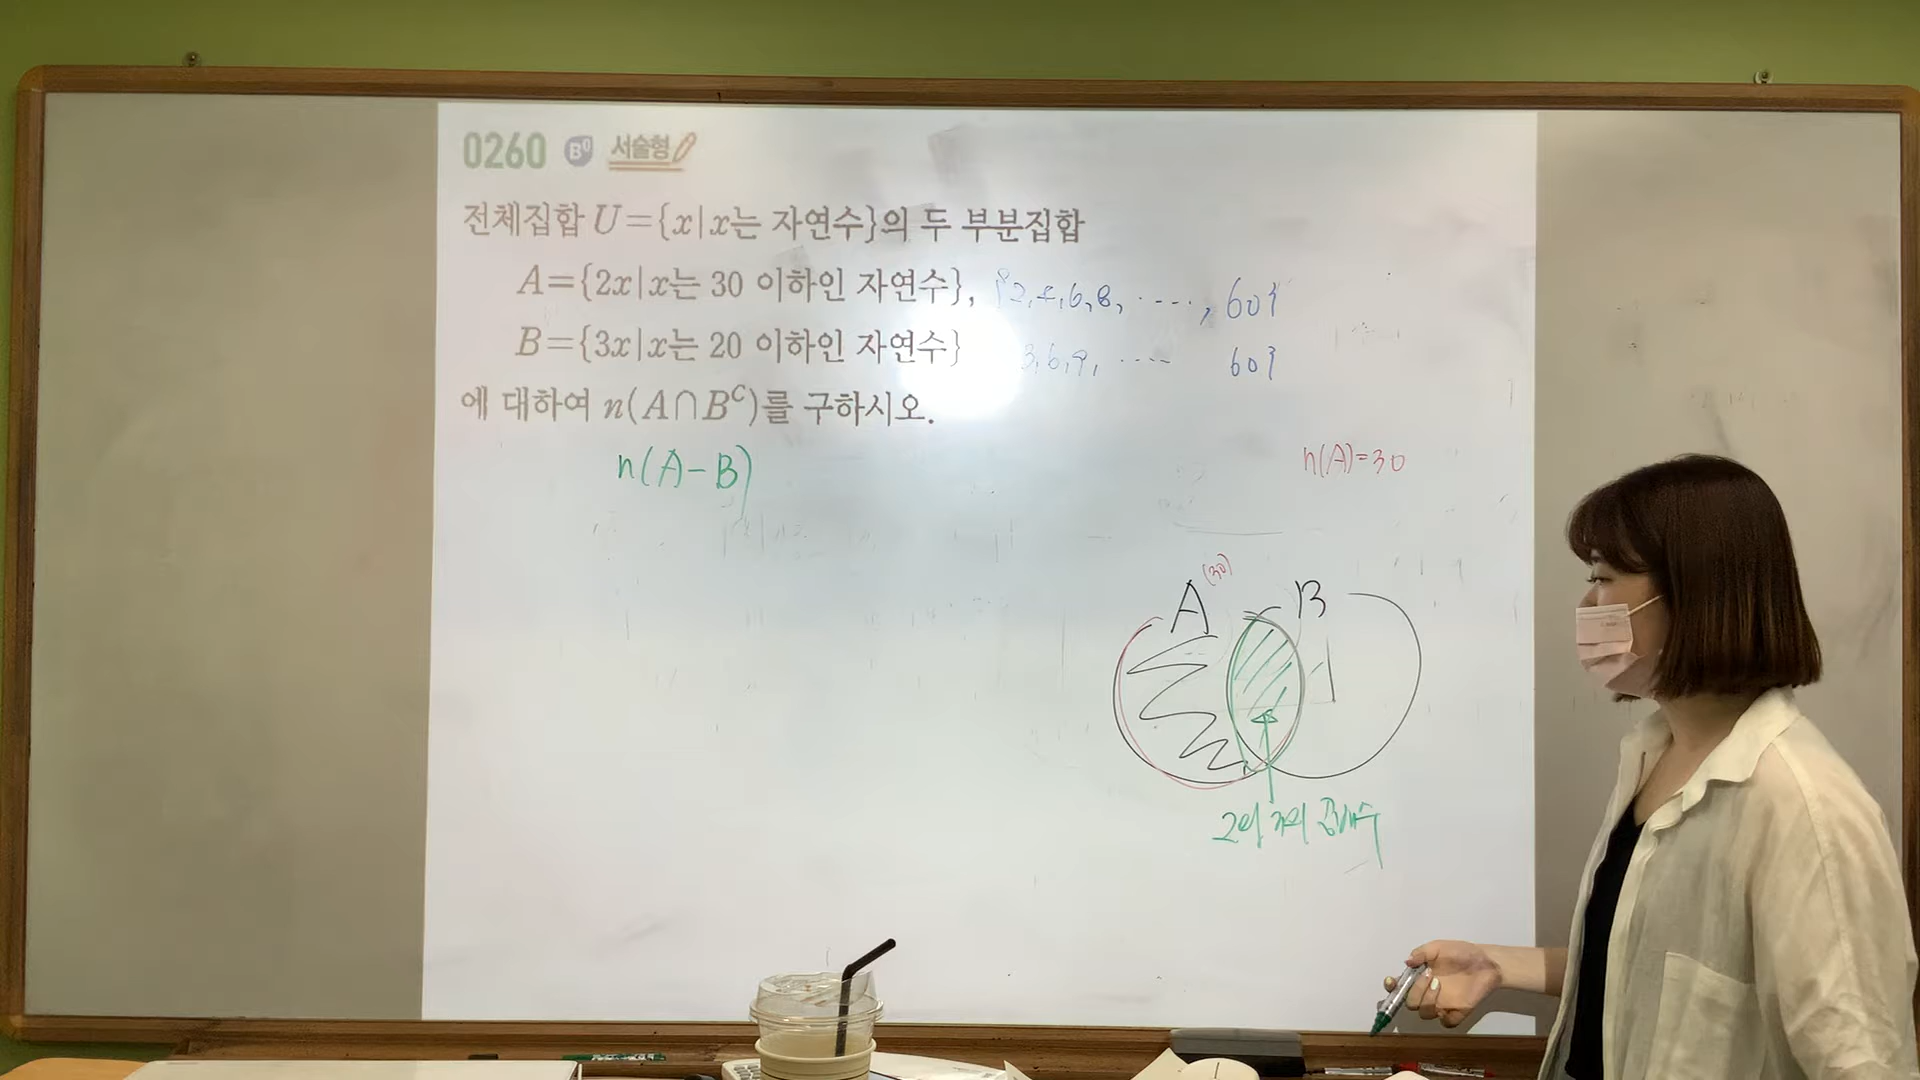 0260 B0 서술형
전체집합 U={x|x는 자연수}의 두 부분집합
A={2x|x는 30 이하인 자연수}, {2,4,6,8, ‥‥, 60}
B={3x|x는 20 이하인 자연수} 3,6,9, ‥‥ 60}
에 대하여 n(A∩Bᶜ)를 구하시오.
n(A-B)
n(A)=30
(30)
A B
2와 3의 공배수